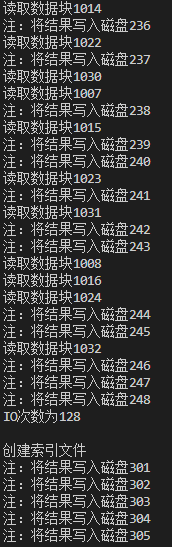 读取数据块1014
注：将结果写入磁盘236
读取数据块1022
注：将结果写入磁盘237
读取数据块1030
读取数据块1007
注：将结果写入磁盘238
读取数据块1015
注：将结果写入磁盘239
注：将结果写入磁盘240
读取数据块1023
注：将结果写入磁盘241
读取数据块1031
注：将结果写入磁盘242
注：将结果写入磁盘243
读取数据块1008
读取数据块1016
读取数据块1024
注：将结果写入磁盘244
注：将结果写入磁盘245
读取数据块1032
注：将结果写入磁盘246
注：将结果写入磁盘247
注：将结果写入磁盘248
IO次数为128
创建索引文件
注：将结果写入磁盘301
注：将结果写入磁盘302
注：将结果写入磁盘303
注：将结果写入磁盘304
注：将结果写入磁盘305